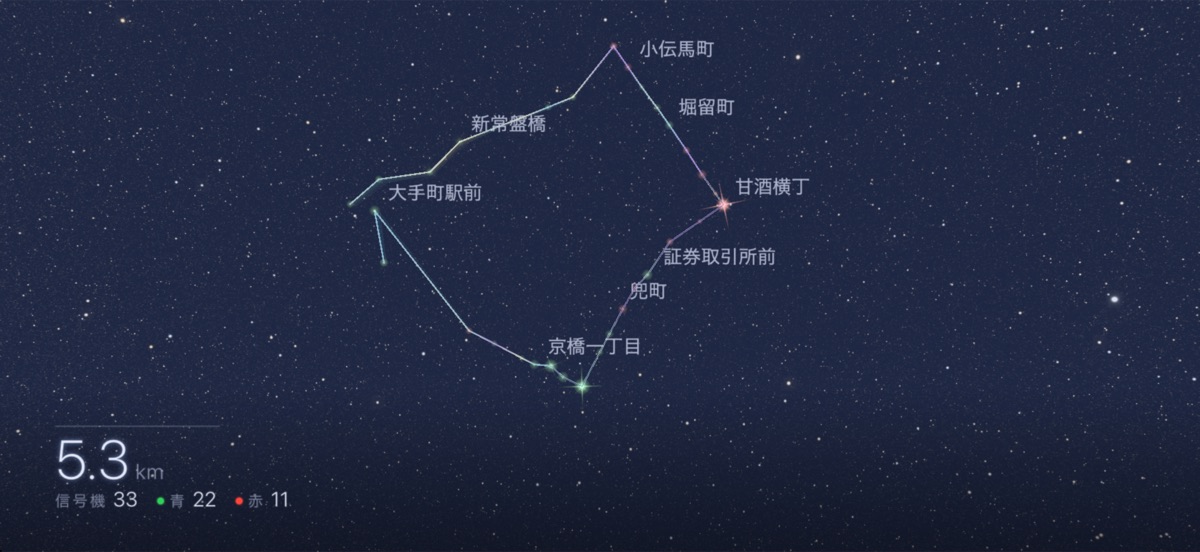 小伝馬町
堀留町
新常盤橋
甘酒横丁
大手町駅前
証券取引所前
兜町
京橋一丁目
5.3 km
信号機 33 青 22 赤 11